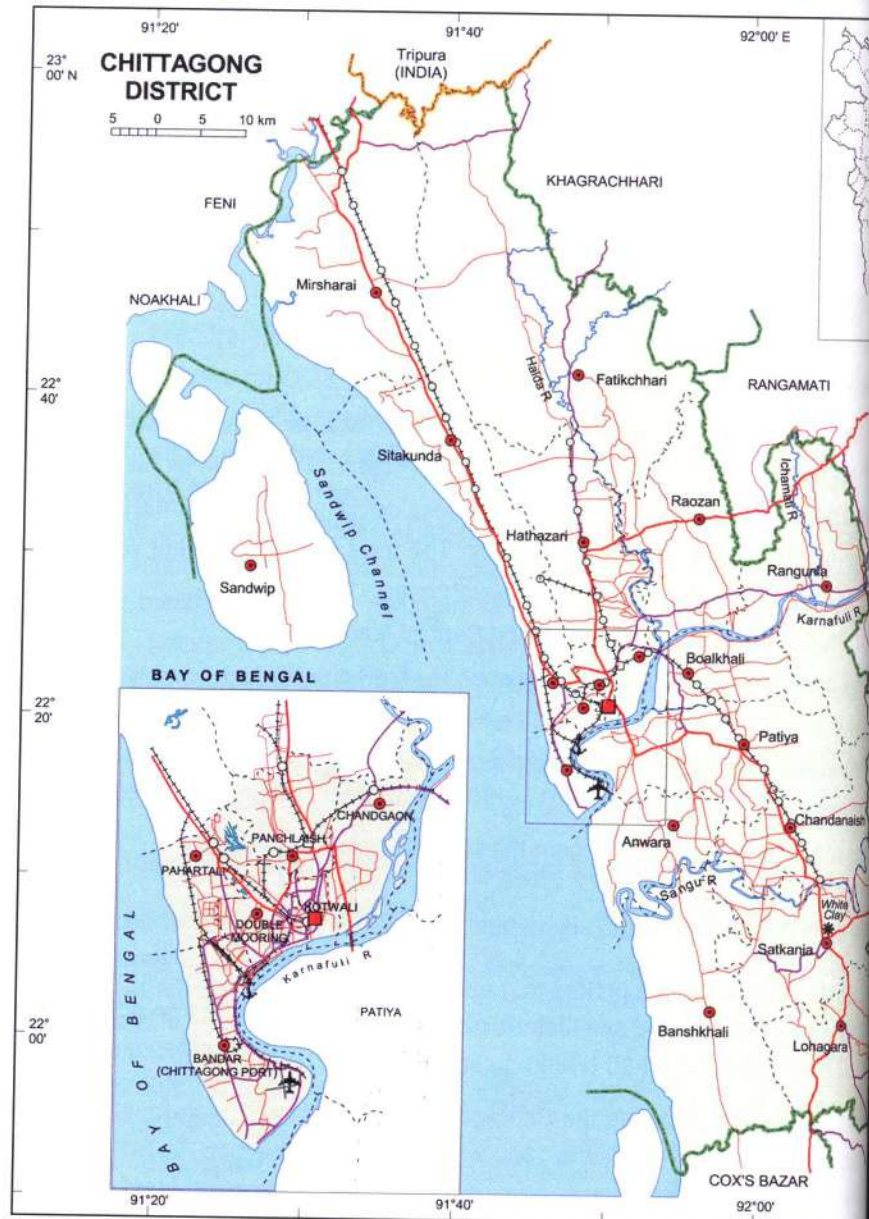 91°20'
91°40'
92°00' E
23°
00' N
CHITTAGONG
DISTRICT
5 0 5 10 km
Tripura
(INDIA)
KHAGRACHHARI
FENI
NOAKHALI
Mirsharai
22°
40'
Halda R
Fatikchhari
RANGAMATI
Sitakunda
Sandwip Channel
Ichamati R
Raozan
Hathazari
Sandwip
Rangunia
Karnafuli R
BAY OF BENGAL
Boalkhali
22°
20'
Patiya
CHANDGAON
PANCHLAISH
PAHARTALI
Anwara
Chandanaish
KOTWALI
DOUBLE
MOORING
Sangu R
White
Clay
Satkania
Karnafuli R
BAY OF BENGAL
PATIYA
22°
00'
Banshkhali
Lohagara
BANDAR
(CHITTAGONG PORT)
COX'S BAZAR
91°20'
91°40'
92°00'